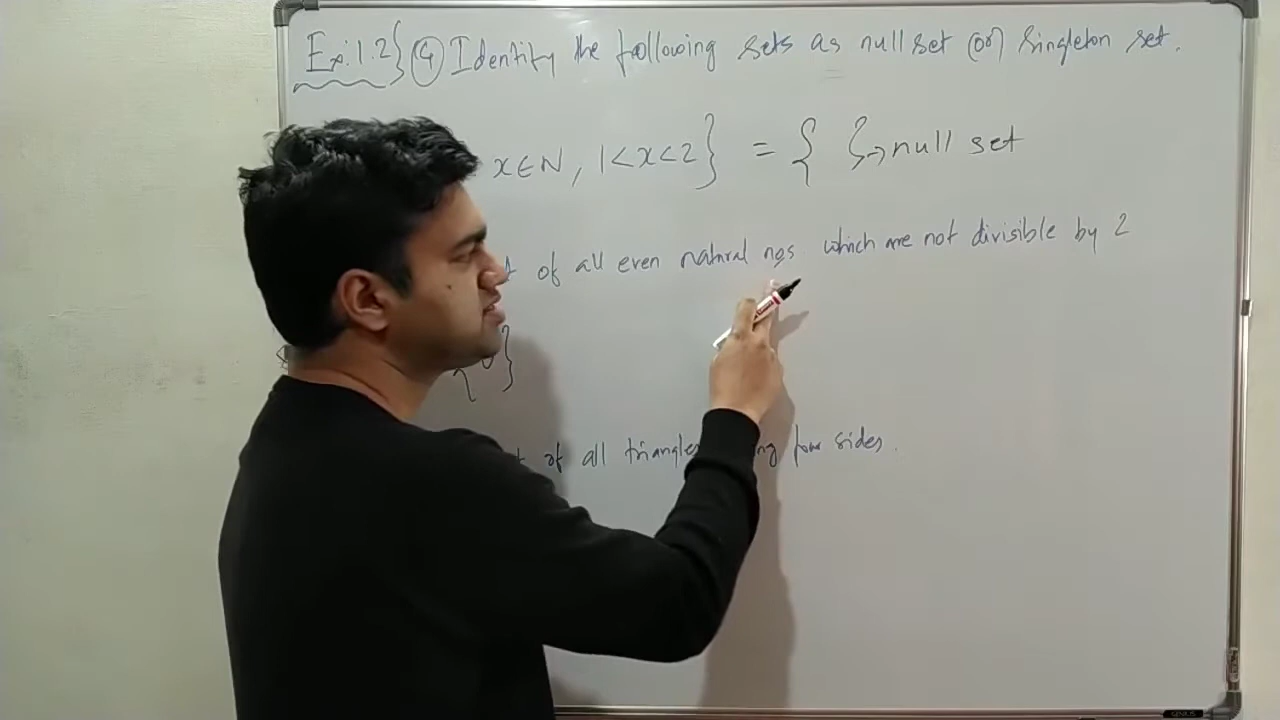 Ex:1.2} ④ Identify the following sets as null set (or) singleton set.
x∈N, 1<x<2} = { } → null set
of all even natural nos. which are not divisible by 2
{0}
of all triangles four sides.